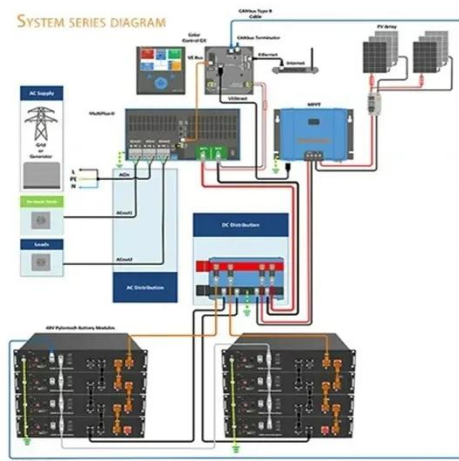 SYSTEM SERIES DIAGRAM
CANbus Type B
Cable
Color
Control GX
CANbus Terminator
VE.Bus
Ethernet
Internet
PV Array
AC Supply
Grid
or
Generator
MultiPlus-II
VE.Direct
MPPT
L
PE
N
ACin
ACout1
Loads
ACout2
AC Distribution
DC Distribution
48V Pylontech Battery Modules